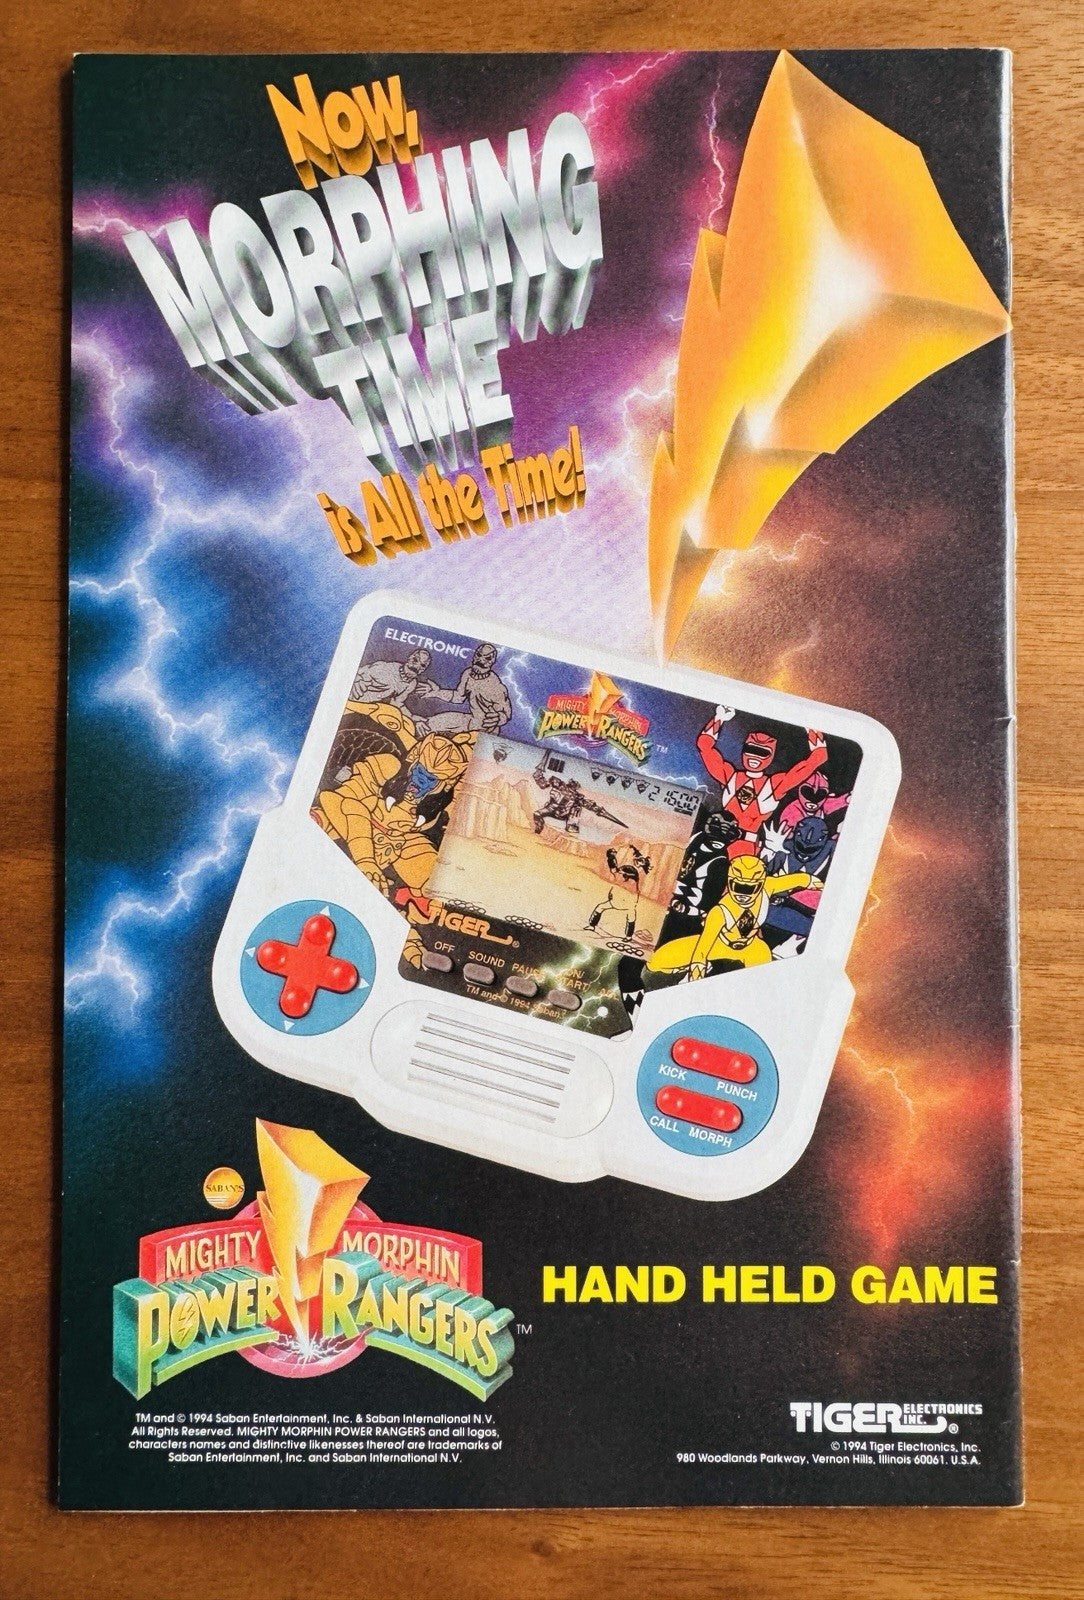 Now,
MORPHING
TIME
is All the Time!
ELECTRONIC
MIGHTY MORPHIN
POWER RANGERS
TM
TIGER
®
OFF SOUND PAUSE ON/
START
TM and © 1994 Saban
KICK PUNCH
CALL MORPH
SABAN'S
MIGHTY MORPHIN
POWER RANGERS
TM
HAND HELD GAME
TM and © 1994 Saban Entertainment, Inc. & Saban International N.V.
All Rights Reserved. MIGHTY MORPHIN POWER RANGERS and all logos,
characters names and distinctive likenesses thereof are trademarks of
Saban Entertainment, Inc. and Saban International N.V.
TIGER ELECTRONICS
INC. ®
© 1994 Tiger Electronics, Inc.
980 Woodlands Parkway, Vernon Hills, Illinois 60061. U.S.A.